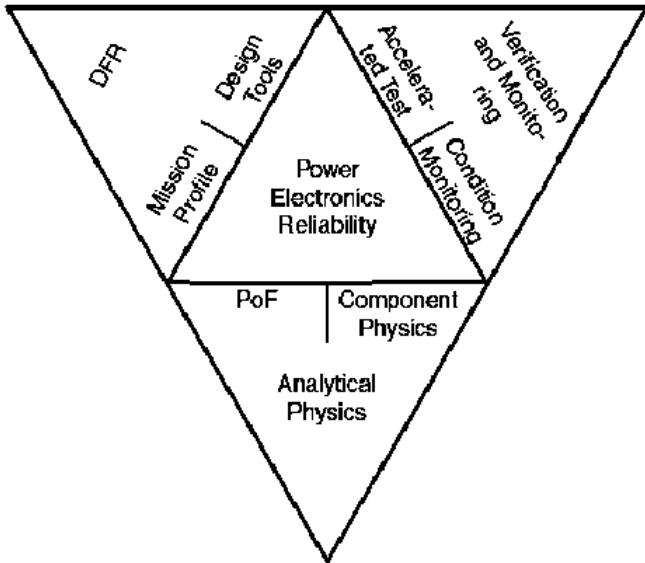 DFR
Design
Tools
Mission
Profile
Accelera-
ted Test
Verification
and Monito-
ring
Condition
Monitoring
Power
Electronics
Reliability
PoF
Component
Physics
Analytical
Physics